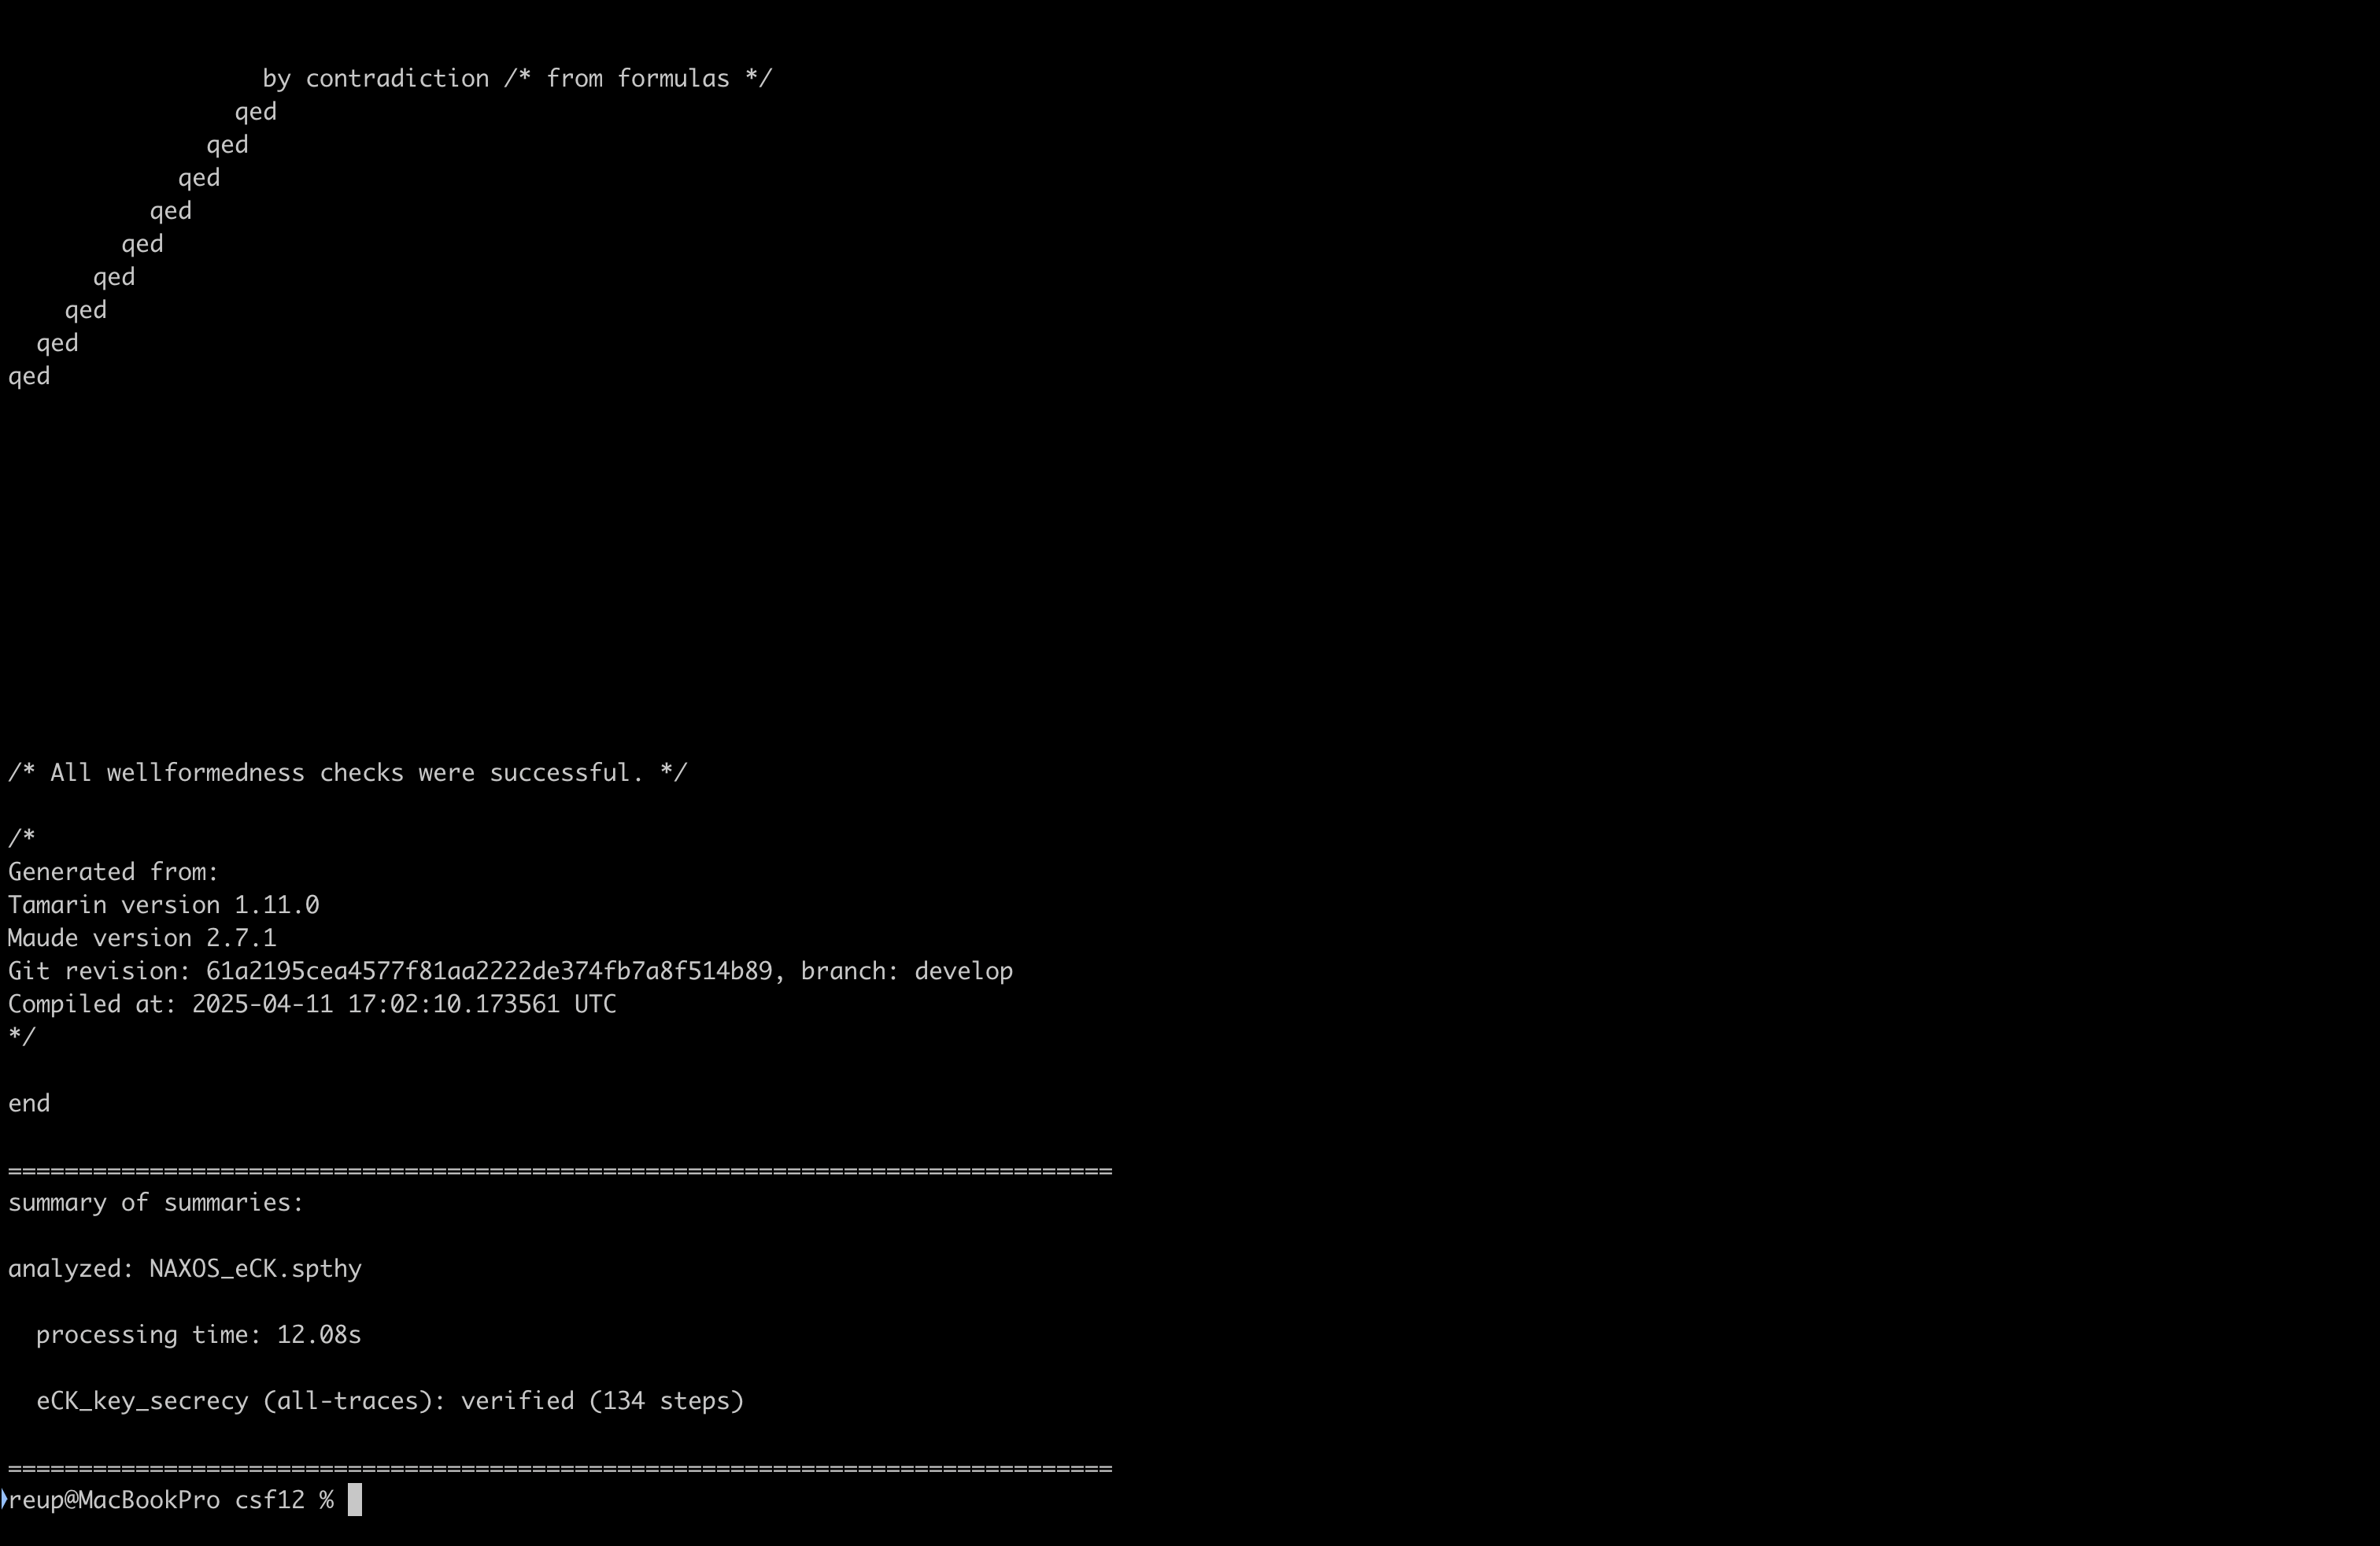 by contradiction /* from formulas */
qed
qed
qed
qed
qed
qed
qed
qed
qed
/* All wellformedness checks were successful. */
/*
Generated from:
Tamarin version 1.11.0
Maude version 2.7.1
Git revision: 61a2195cea4577f81aa2222de374fb7a8f514b89, branch: develop
Compiled at: 2025-04-11 17:02:10.173561 UTC
*/
end
==============================================================================
summary of summaries:
analyzed: NAXOS_eCK.spthy
processing time: 12.08s
eCK_key_secrecy (all-traces): verified (134 steps)
==============================================================================
reup@MacBookPro csf12 %